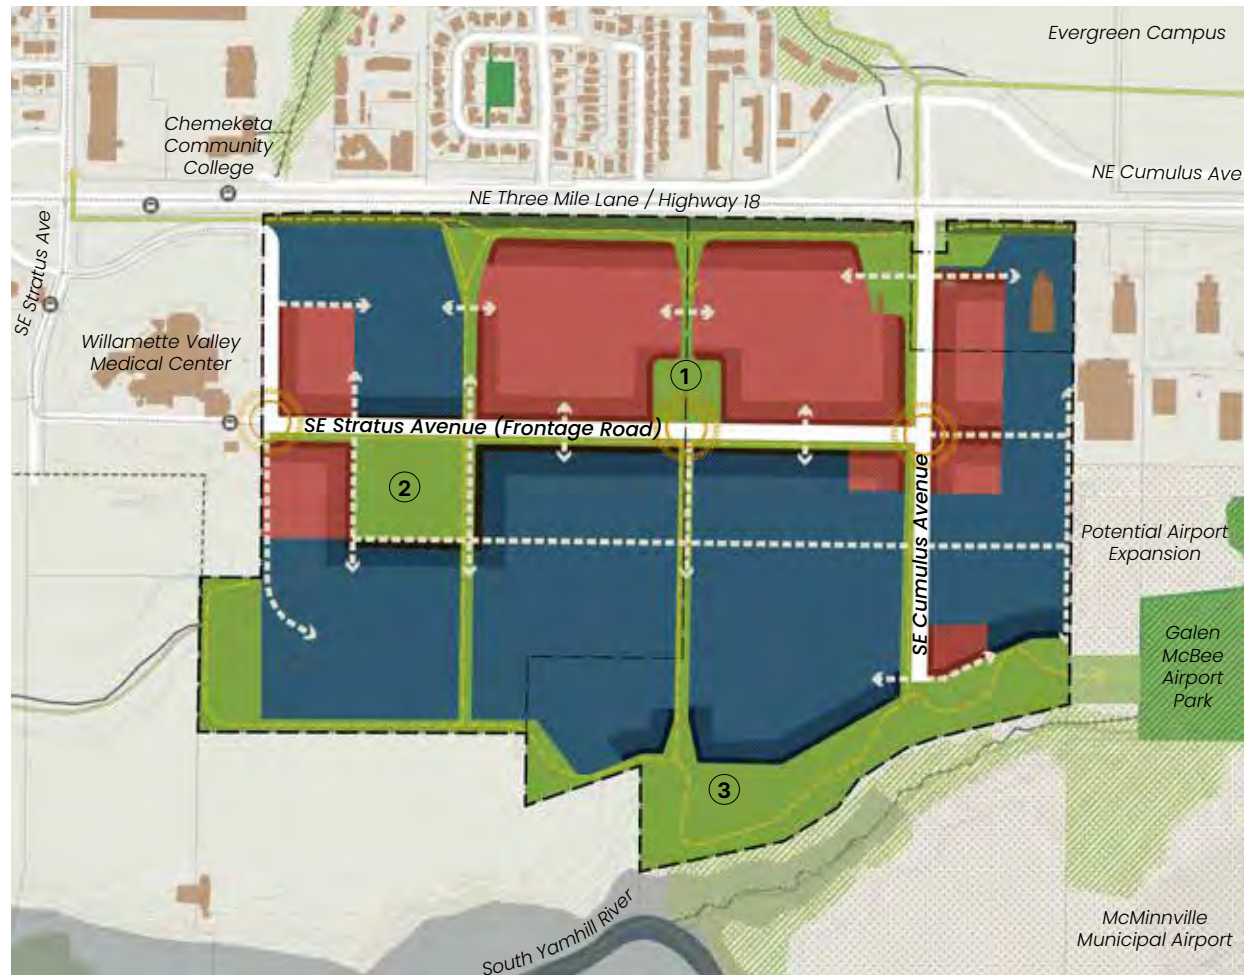 Evergreen Campus
Chemeketa
Community
College
NE Cumulus Ave
NE Three Mile Lane / Highway 18
SE Stratus Ave
Willamette Valley
Medical Center
1
SE Stratus Avenue (Frontage Road)
2
SE Cumulus Avenue
Potential Airport
Expansion
Galen
McBee
Airport
Park
3
South Yamhill River
McMinnville
Municipal Airport